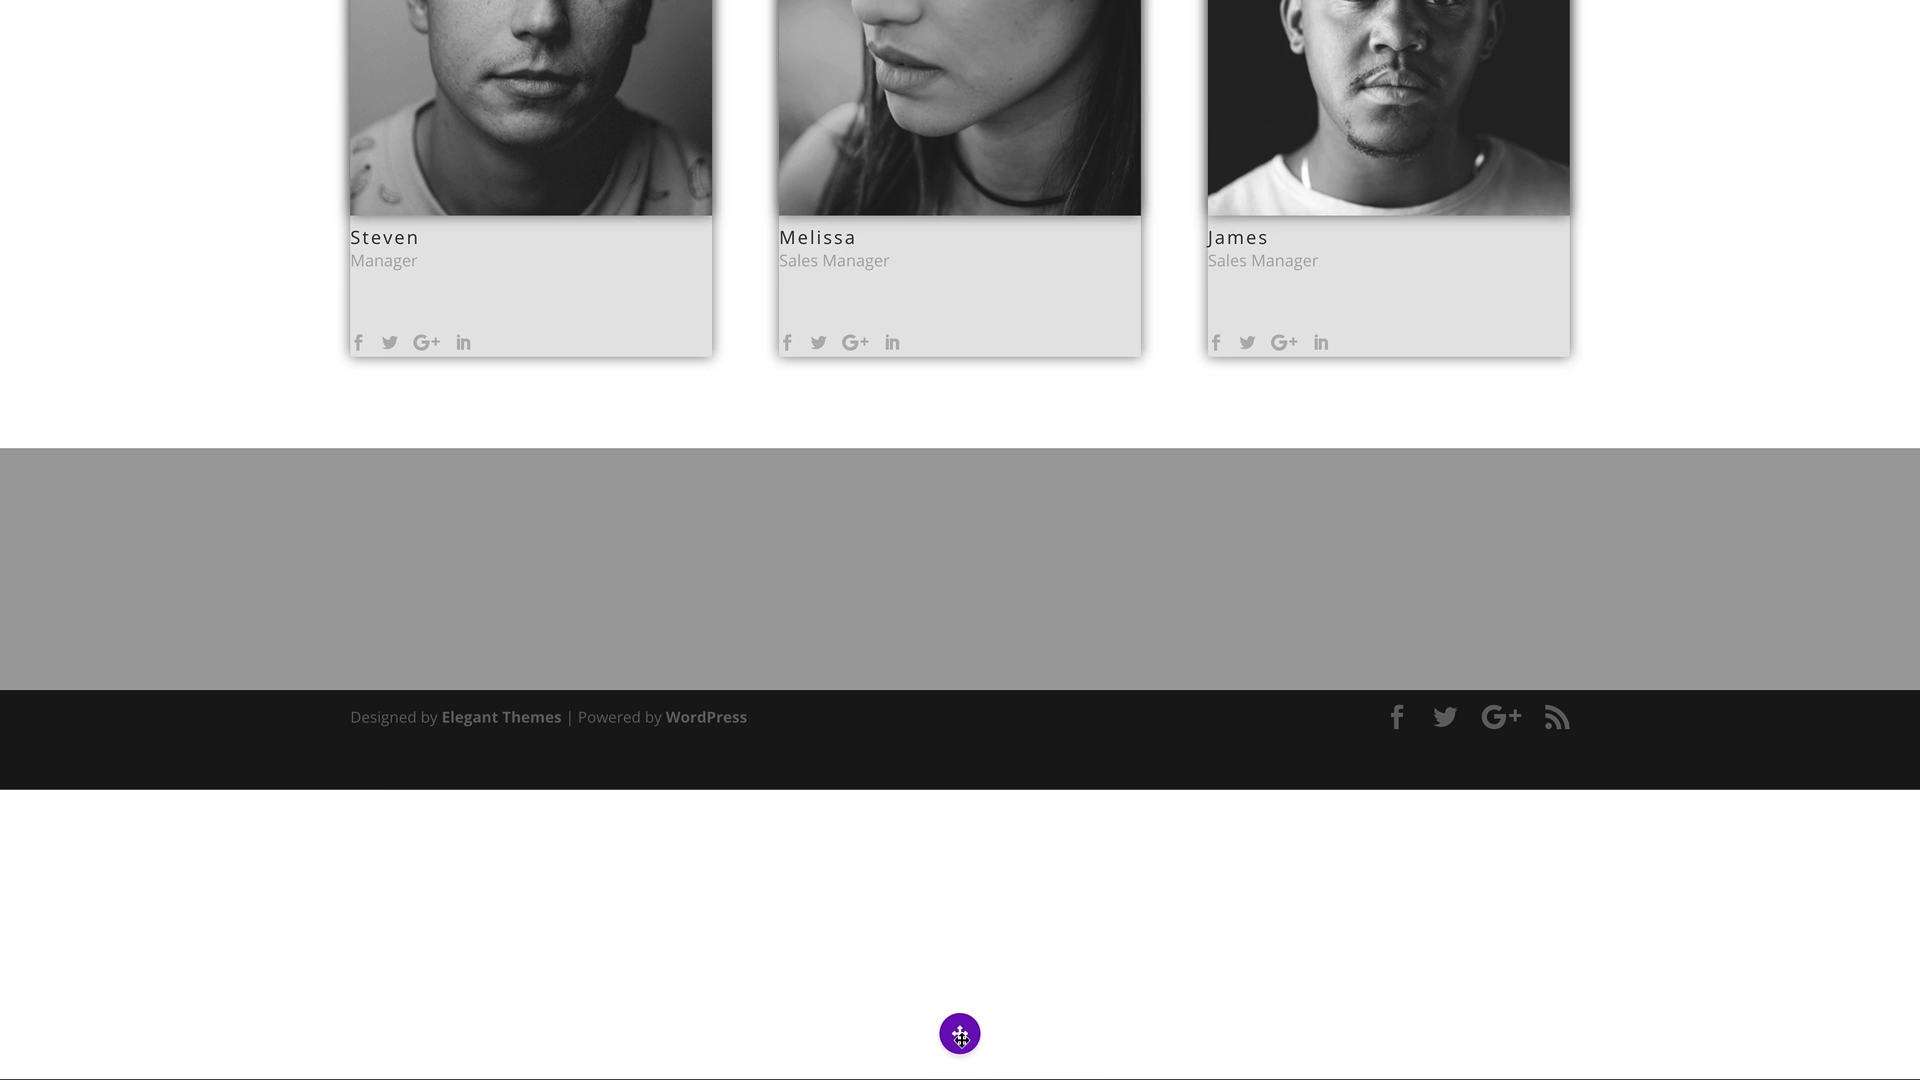 Steven
Manager
Melissa
Sales Manager
James
Sales Manager
Designed by Elegant Themes | Powered by WordPress